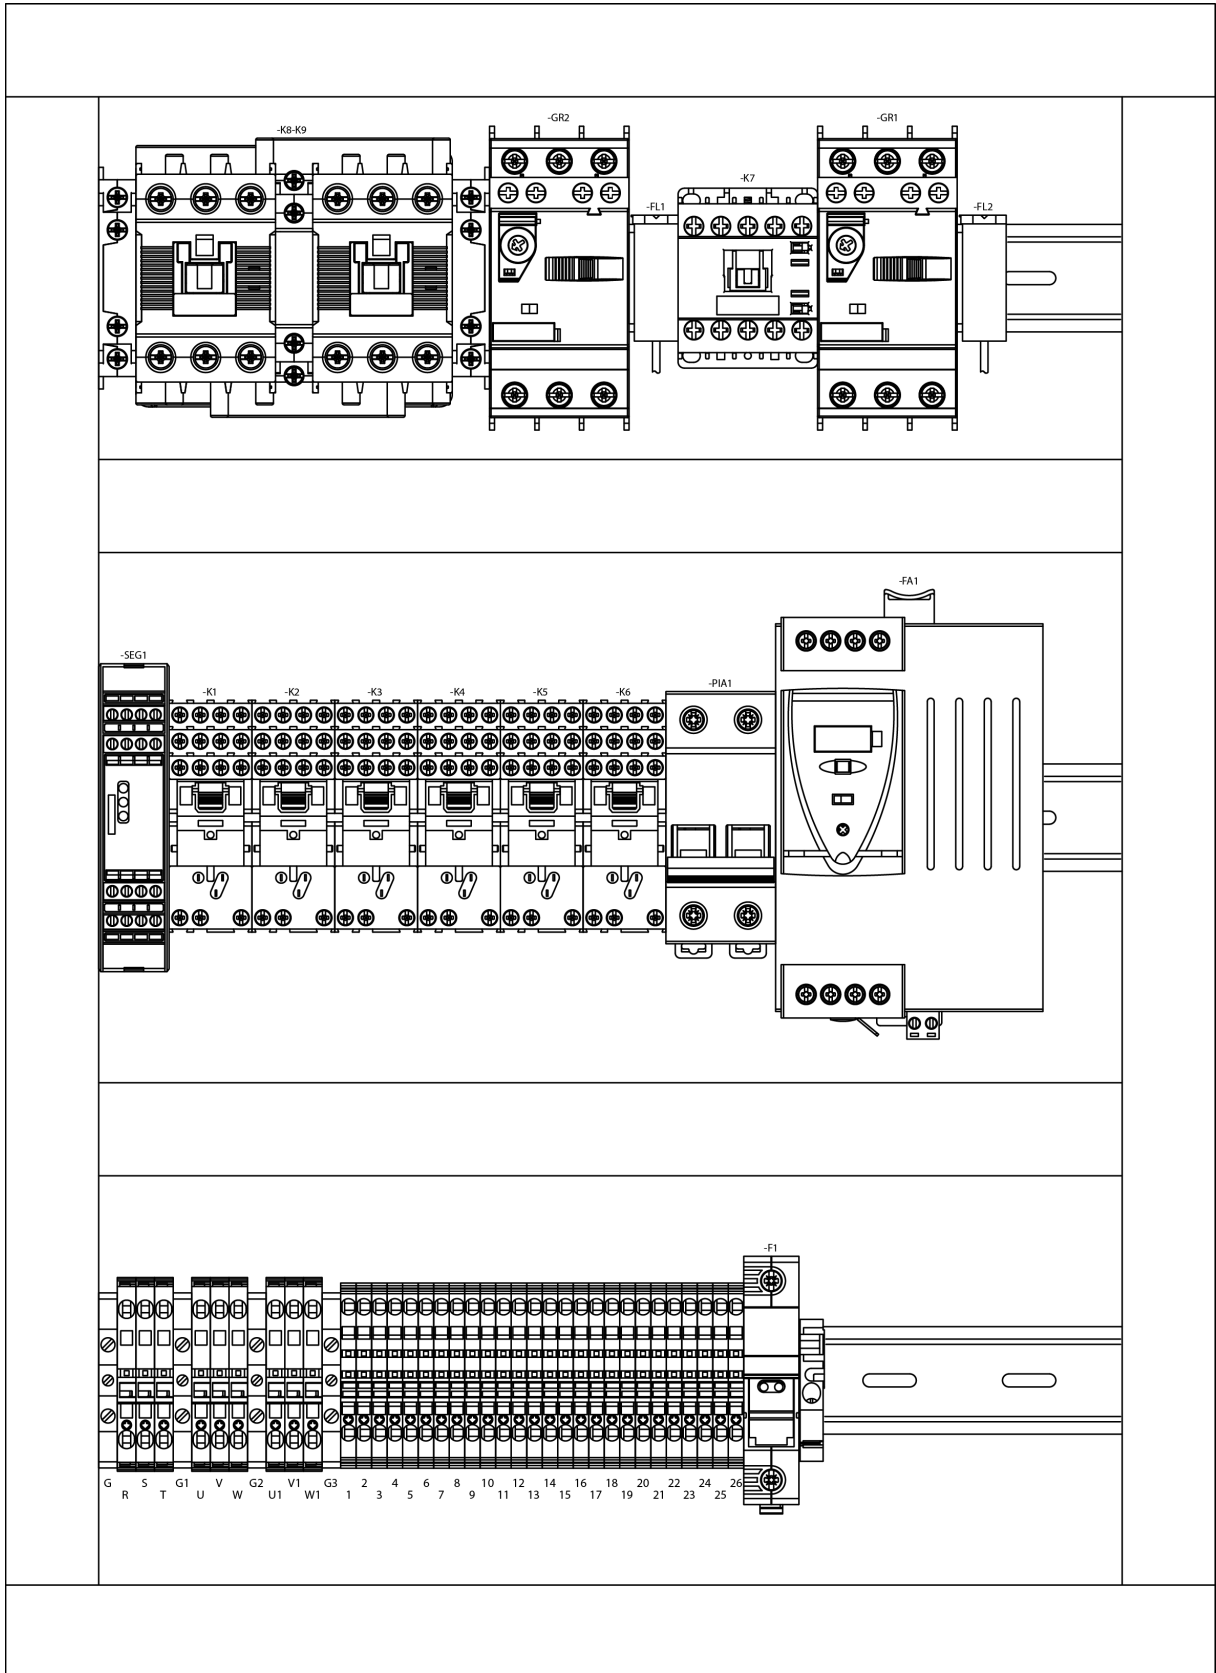 -K8-K9
-GR2
-GR1
-K7
-FL1
-FL2
-FA1
-SEG1
-K1
-K2
-K3
-K4
-K5
-K6
-PIA1
-F1
G S G1 V G2 V1 G3 2 4 6 8 10 12 14 16 18 20 22 24 26
R T U W U1 W1 1 3 5 7 9 11 13 15 17 19 21 23 25